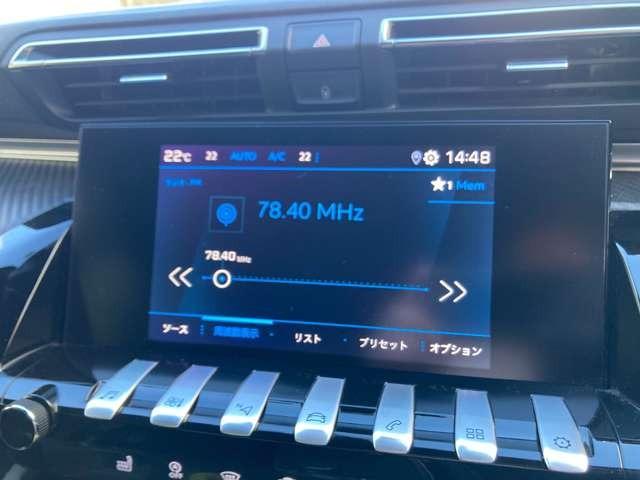 22℃ 22 AUTO A/C 22 14:48
ラジオ: FM ★1 Mem
78.40 MHz
78.40 MHz
ソース 周波数表示 リスト プリセット オプション